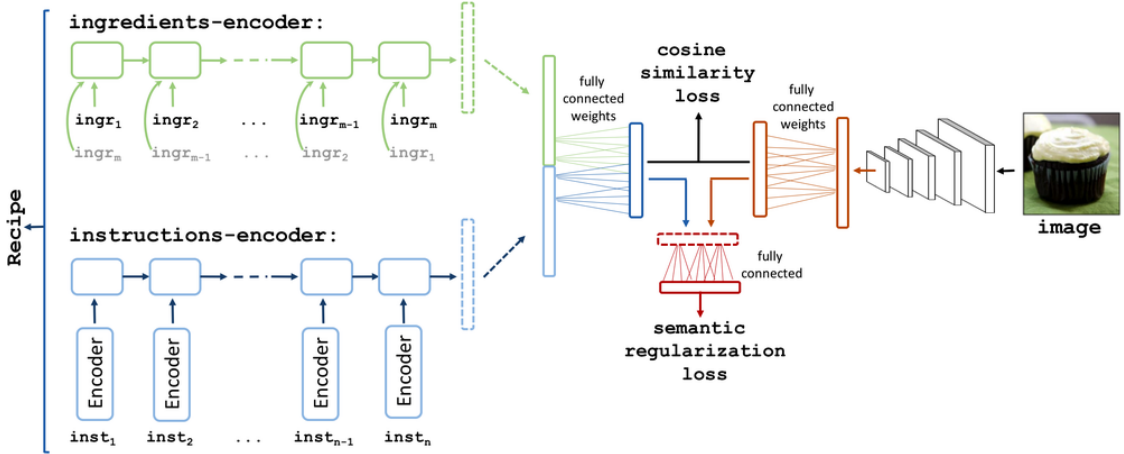 Recipe
ingredients-encoder:
ingr1 ingr2 ... ingrm-1 ingrm
ingrm ingrm-1 ... ingr2 ingr1
instructions-encoder:
Encoder Encoder Encoder Encoder
inst1 inst2 ... instn-1 instn
fully
connected
weights
cosine
similarity
loss
fully
connected
weights
image
fully
connected
semantic
regularization
loss